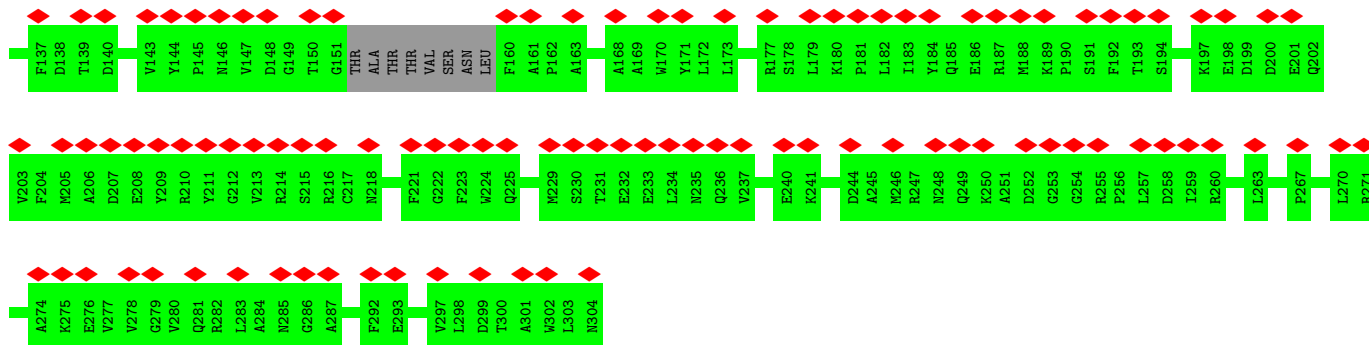 F137 D138 T139 D140 V143 Y144 P145 N146 V147 D148 G149 T150 G151 THR ALA THR THR VAL SER ASN LEU F160 A161 P162 A163 A168 A169 W170 Y171 L172 L173 R177 S178 L179 K180 P181 L182 I183 Y184 Q185 E186 R187 M188 K189 P190 S191 F192 T193 S194 K197 E198 D199 D200 E201 Q202
V203 F204 M205 A206 D207 E208 Y209 R210 Y211 G212 V213 R214 S215 R216 C217 N218 F221 G222 F223 W224 Q225 M229 S230 T231 E232 E233 L234 N235 Q236 V237 E240 K241 D244 A245 M246 R247 N248 Q249 K250 A251 D252 G253 G254 R255 P256 L257 D258 I259 R260 L263 P267 L270 R271
A274 K275 E276 V277 V278 G279 V280 Q281 R282 L283 A284 N285 G286 A287 F292 E293 V297 L298 D299 T300 A301 W302 L303 N304